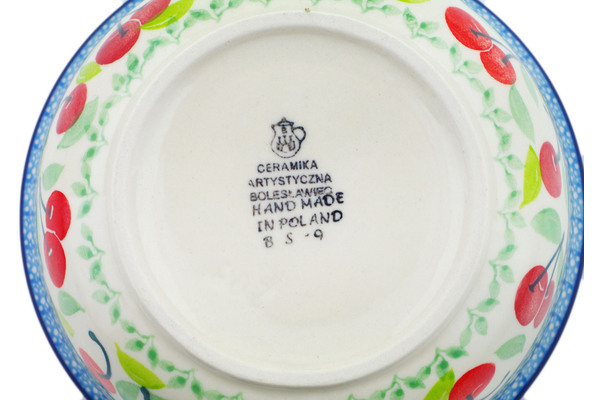 B
CERAMIKA
ARTYSTYCZNA
BOLESŁAWIEC
HAND MADE
IN POLAND
B S - 9